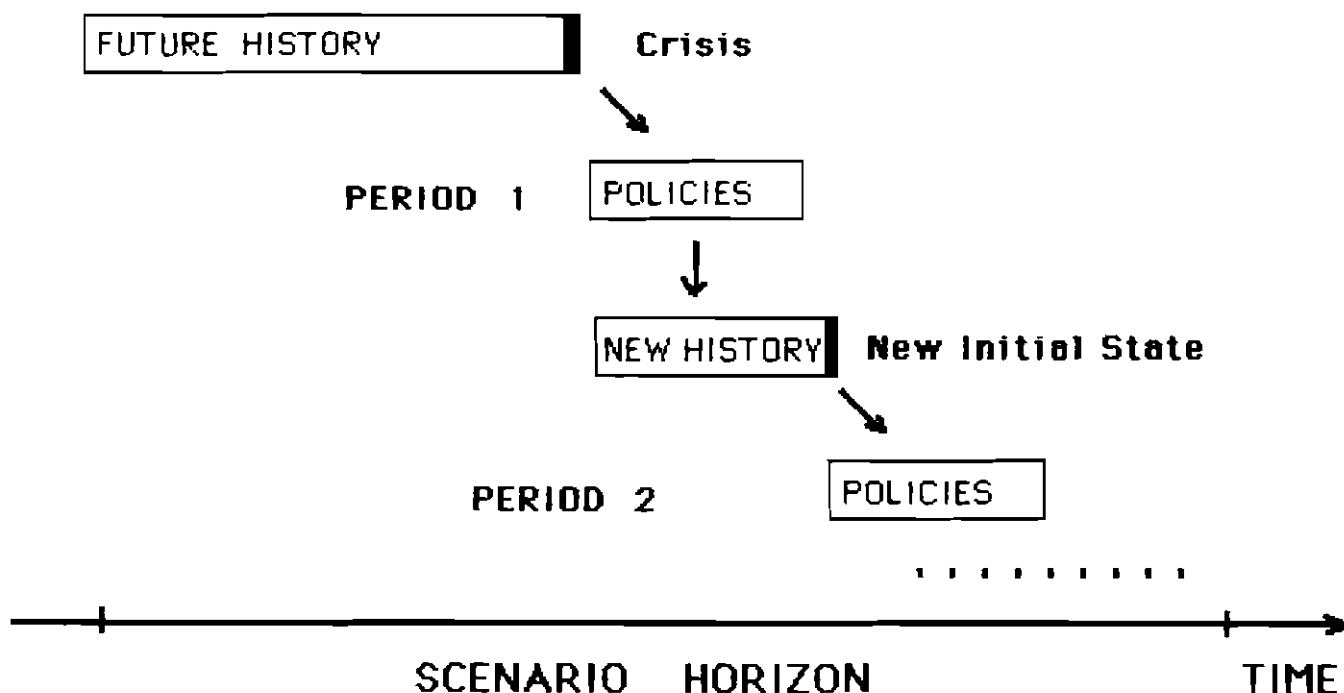 FUTURE HISTORY Crisis
PERIOD 1 POLICIES
NEW HISTORY New Initial State
PERIOD 2 POLICIES
SCENARIO HORIZON TIME